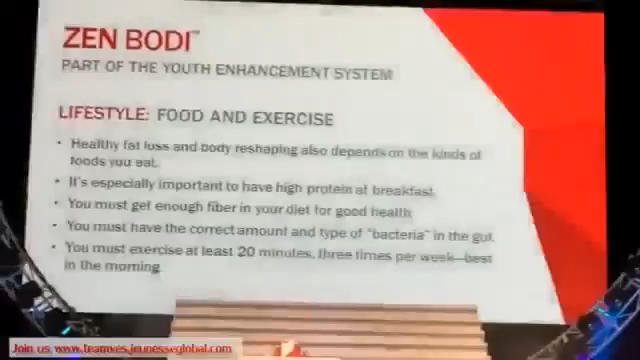 ZEN BODI™
PART OF THE YOUTH ENHANCEMENT SYSTEM
LIFESTYLE: FOOD AND EXERCISE
• Healthy fat loss and body reshaping also depends on the kinds of
foods you eat.
• It's especially important to have high protein at breakfast.
• You must get enough fiber in your diet for good health.
• You must have the correct amount and type of "bacteria" in the gut.
• You must exercise at least 20 minutes, three times per week—best
in the morning.
Join us: www.teamves.jeunesseglobal.com